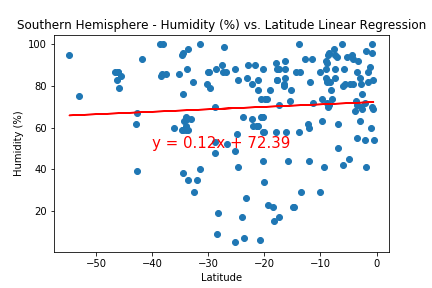 Southern Hemisphere - Humidity (%) vs. Latitude Linear Regression
100
80
60
40
20
Humidity (%)
y = 0.12x + 72.39
−50
−40
−30
−20
−10
0
Latitude